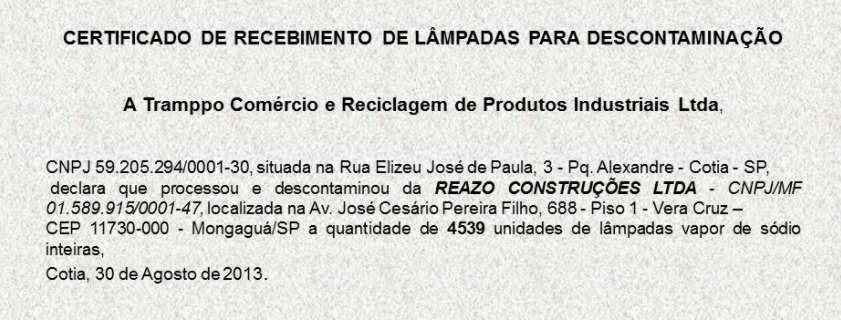 CERTIFICADO DE RECEBIMENTO DE LÂMPADAS PARA DESCONTAMINAÇÃO
A Tramppo Comércio e Reciclagem de Produtos Industriais Ltda,
CNPJ 59.205.294/0001-30, situada na Rua Elizeu José de Paula, 3 - Pq. Alexandre - Cotia - SP,
declara que processou e descontaminou da REAZO CONSTRUÇÕES LTDA - CNPJ/MF
01.589.915/0001-47, localizada na Av. José Cesário Pereira Filho, 688 - Piso 1 - Vera Cruz –
CEP 11730-000 - Mongaguá/SP a quantidade de 4539 unidades de lâmpadas vapor de sódio
inteiras,
Cotia, 30 de Agosto de 2013.